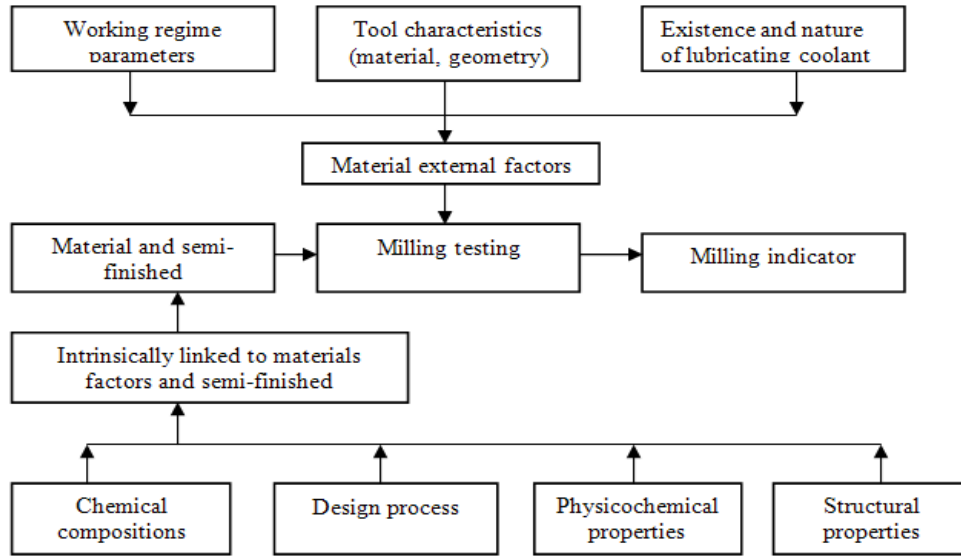 Working regime
parameters
Tool characteristics
(material, geometry)
Existence and nature
of lubricating coolant
Material external factors
Material and semi-
finished
Milling testing
Milling indicator
Intrinsically linked to materials
factors and semi-finished
Chemical
compositions
Design process
Physicochemical
properties
Structural
properties